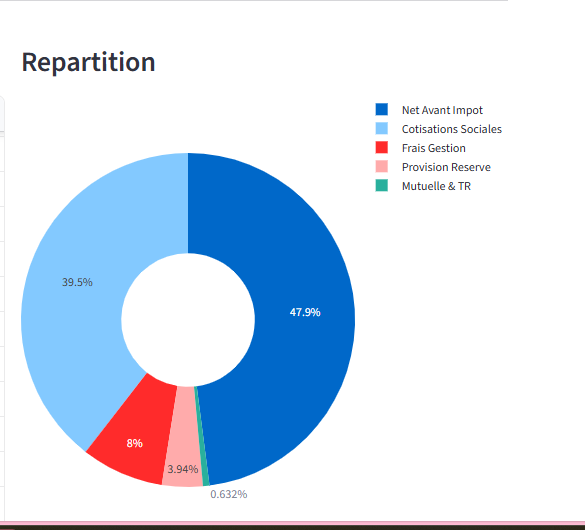 Repartition
Net Avant Impot
Cotisations Sociales
Frais Gestion
Provision Reserve
Mutuelle & TR
39.5%
47.9%
8%
3.94%
0.632%